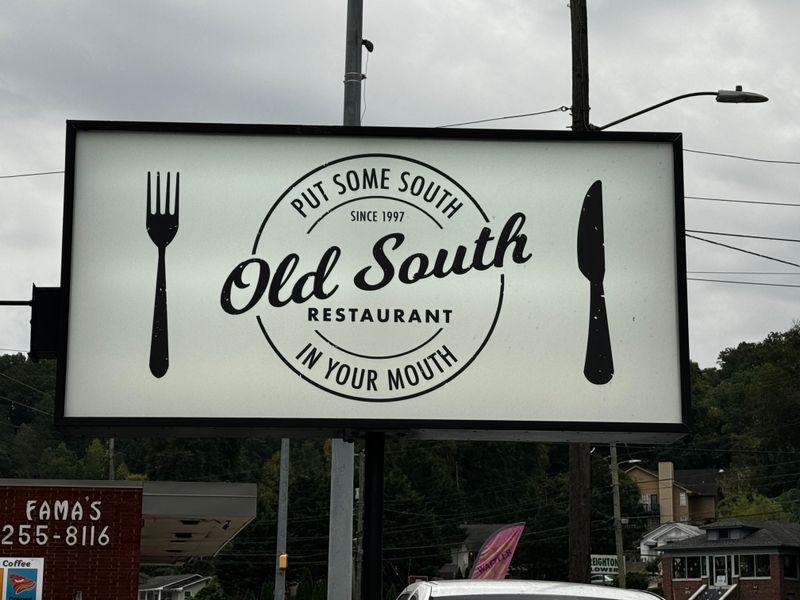 PUT SOME SOUTH
SINCE 1997
Old South
RESTAURANT
IN YOUR MOUTH
FAMA'S
255-8116
Coffee